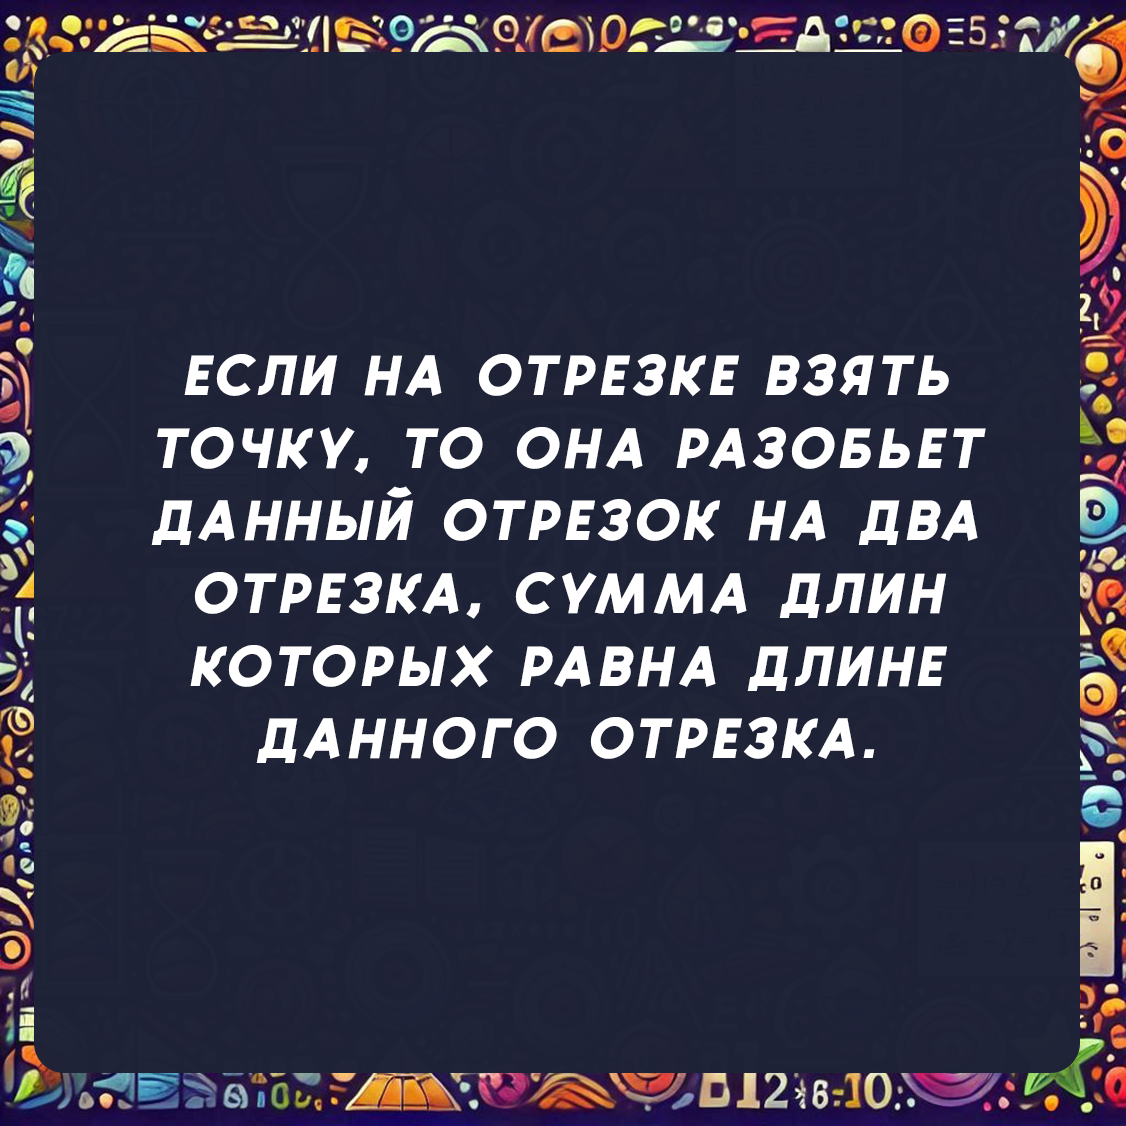 ЕСЛИ НА ОТРЕЗКЕ ВЗЯТЬ
ТОЧКУ, ТО ОНА РАЗОБЬЕТ
ДАННЫЙ ОТРЕЗОК НА ДВА
ОТРЕЗКА, СУММА ДЛИН
КОТОРЫХ РАВНА ДЛИНЕ
ДАННОГО ОТРЕЗКА.